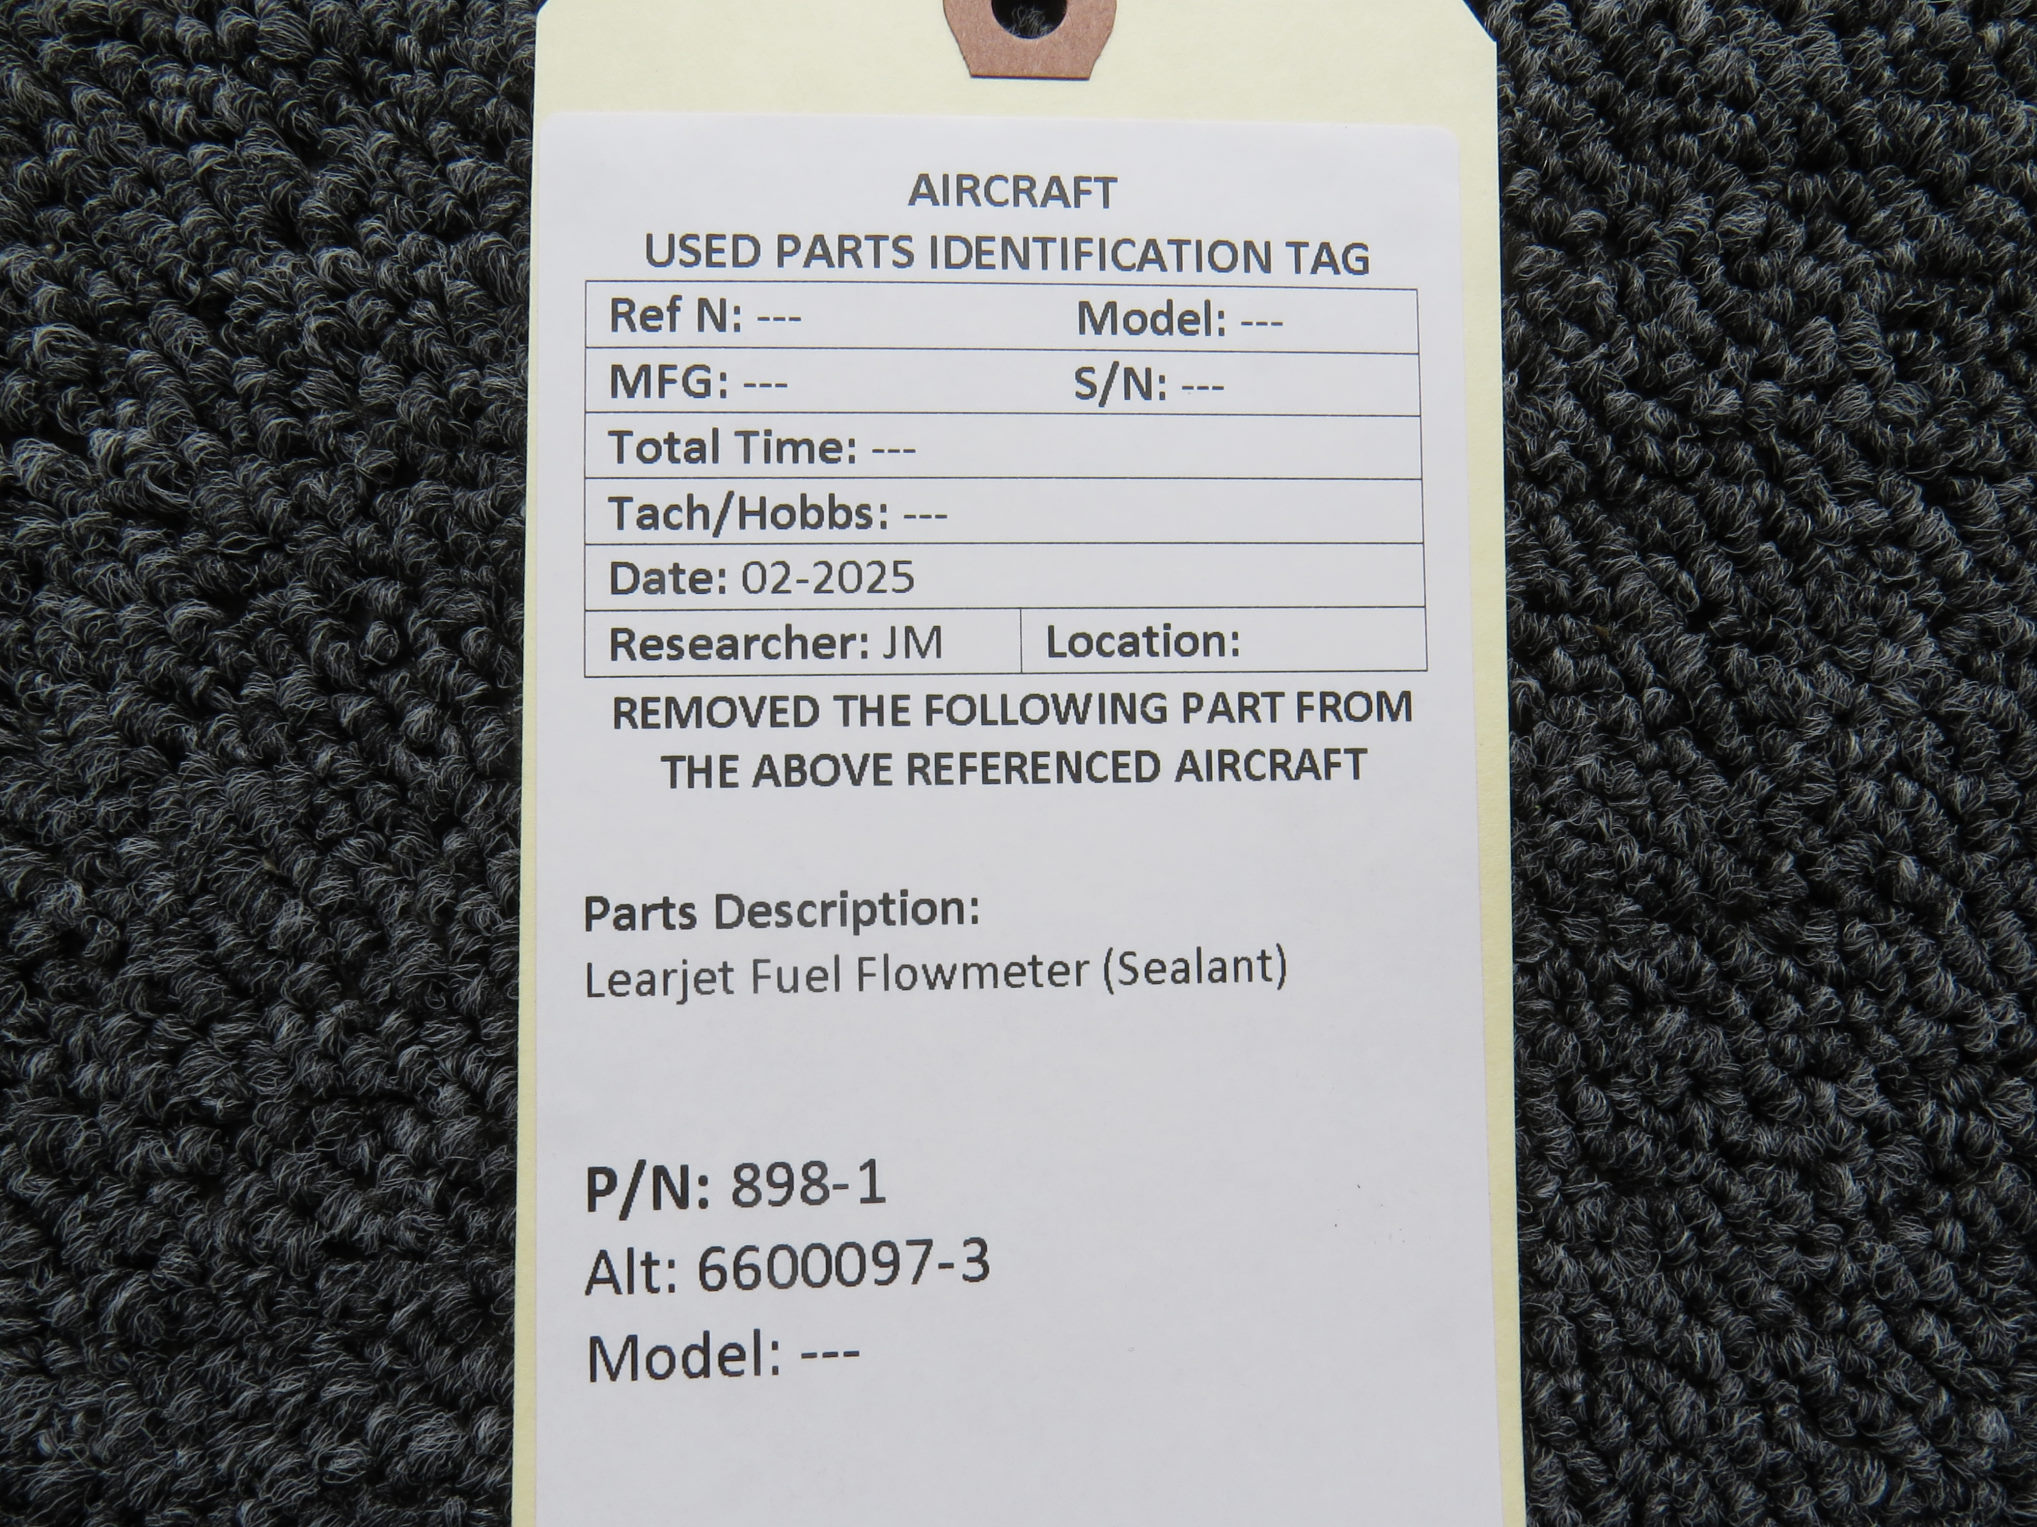 AIRCRAFT
USED PARTS IDENTIFICATION TAG
Ref N: --- Model: ---
MFG: --- S/N: ---
Total Time: ---
Tach/Hobbs: ---
Date: 02-2025
Researcher: JM Location:
REMOVED THE FOLLOWING PART FROM
THE ABOVE REFERENCED AIRCRAFT
Parts Description:
Learjet Fuel Flowmeter (Sealant)
P/N: 898-1
Alt: 6600097-3
Model: ---